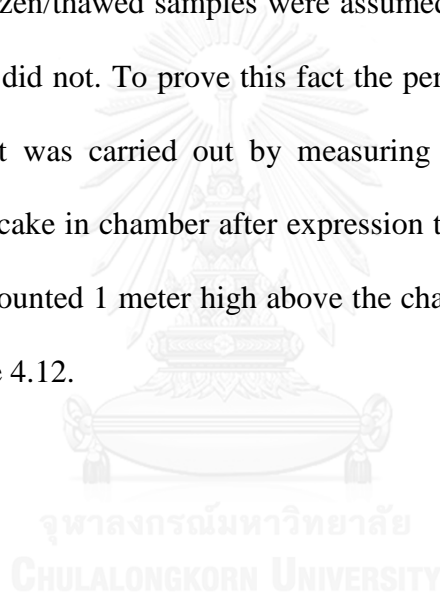 zen/thawed samples were assumed
did not. To prove this fact the per
t was carried out by measuring
cake in chamber after expression t
ounted 1 meter high above the cha
e 4.12.
จุฬาลงกรณ์มหาวิทยาลัย
CHULALONGKORN UNIVERSITY